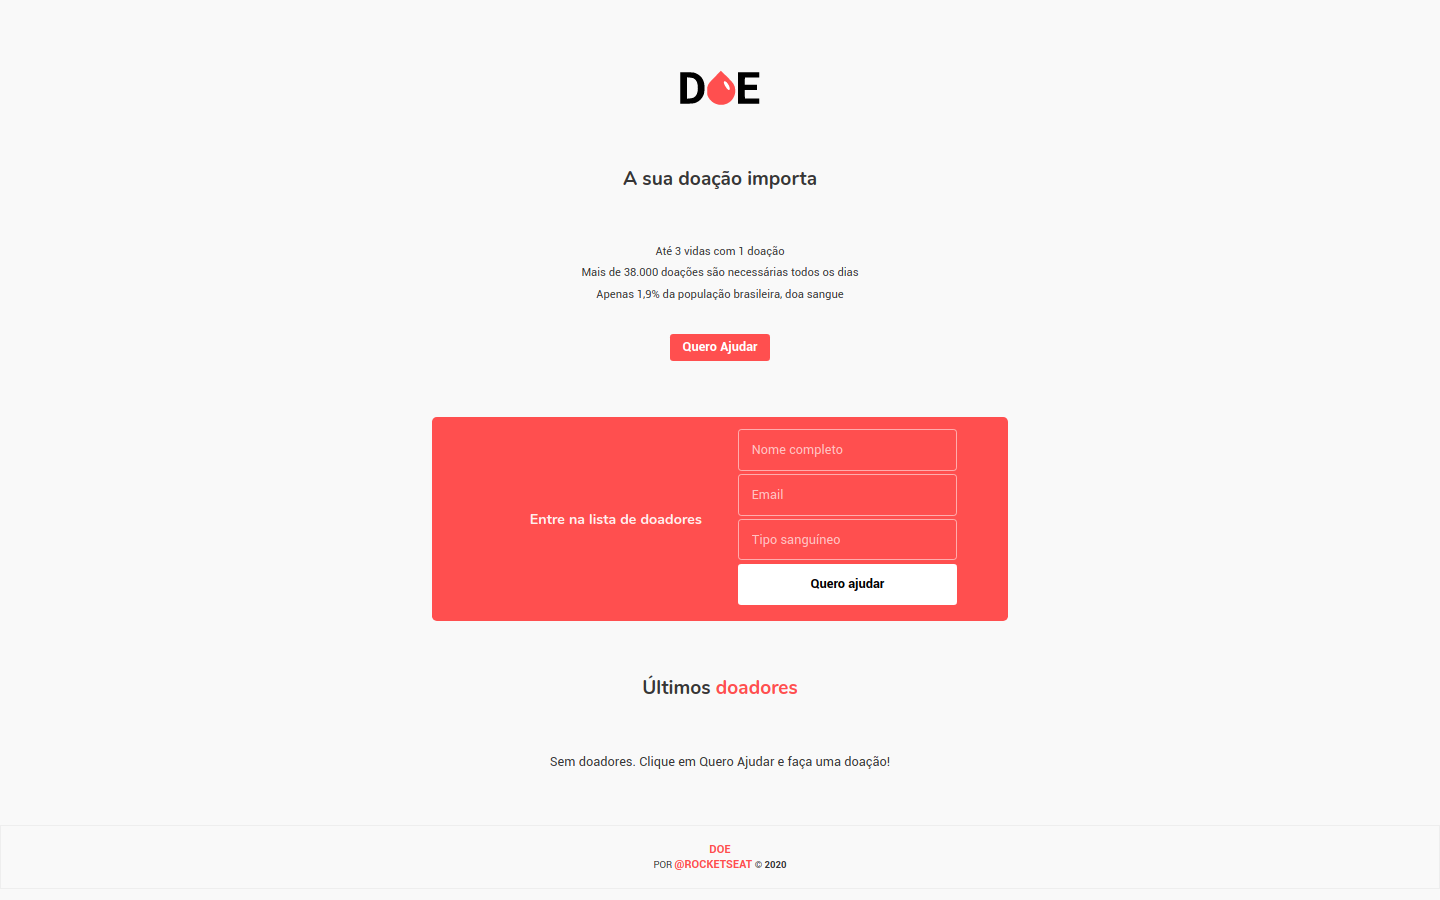 DOE
A sua doação importa
Até 3 vidas com 1 doação
Mais de 38.000 doações são necessárias todos os dias
Apenas 1,9% da população brasileira, doa sangue
Quero Ajudar
Entre na lista de doadores
Nome completo
Email
Tipo sanguíneo
Quero ajudar
Últimos doadores
Sem doadores. Clique em Quero Ajudar e faça uma doação!
DOE
POR @ROCKETSEAT © 2020